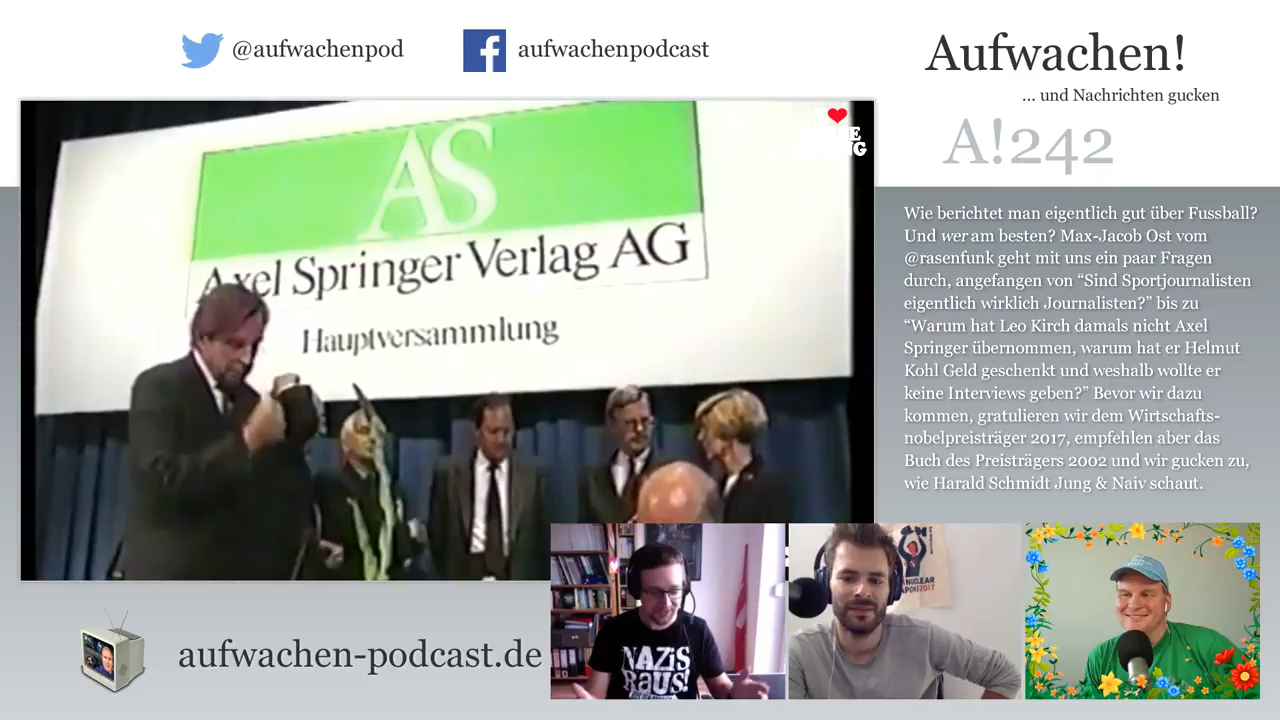 @aufwachenpod
aufwachenpodcast
Aufwachen!
... und Nachrichten gucken
A!242
AS
Axel Springer Verlag AG
Hauptversammlung
Wie berichtet man eigentlich gut über Fussball?
Und wer am besten? Max-Jacob Ost vom
@rasenfunk geht mit uns ein paar Fragen
durch, angefangen von “Sind Sportjournalisten
eigentlich wirklich Journalisten?” bis zu
“Warum hat Leo Kirch damals nicht Axel
Springer übernommen, warum hat er Helmut
Kohl Geld geschenkt und weshalb wollte er
keine Interviews geben?” Bevor wir dazu
kommen, gratulieren wir dem Wirtschafts-
nobelpreisträger 2017, empfehlen aber das
Buch des Preisträgers 2002 und wir gucken zu,
wie Harald Schmidt Jung & Naiv schaut.
NAZIS
RAUS!
2017
aufwachen-podcast.de